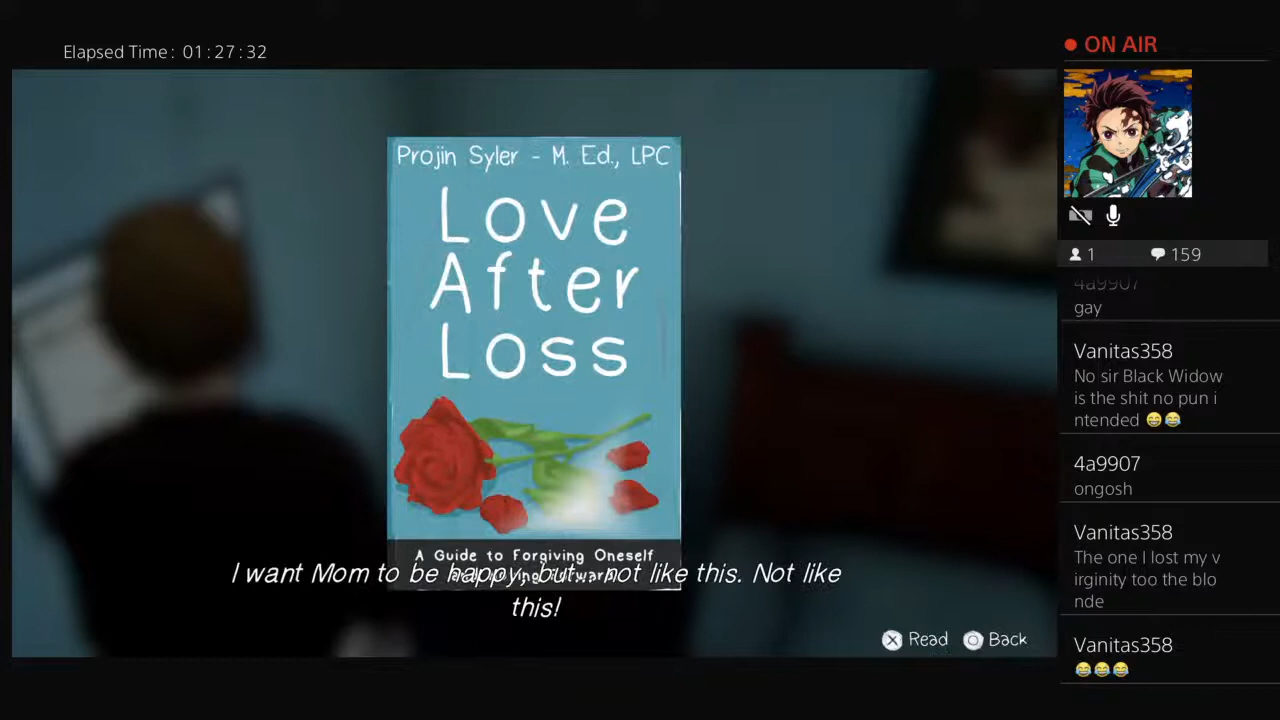 Elapsed Time: 01:27:32
ON AIR
Projin Syler - M. Ed., LPC
Love
After
Loss
A Guide to Forgiving Oneself
I want Mom to be happy, but... not like this. Not like
this!
Read
Back
1
159
4a9907
gay
Vanitas358
No sir Black Widow
is the shit no pun i
ntended 😁😂
4a9907
ongosh
Vanitas358
The one I lost my v
irginity too the blo
nde
Vanitas358
😂😂😂